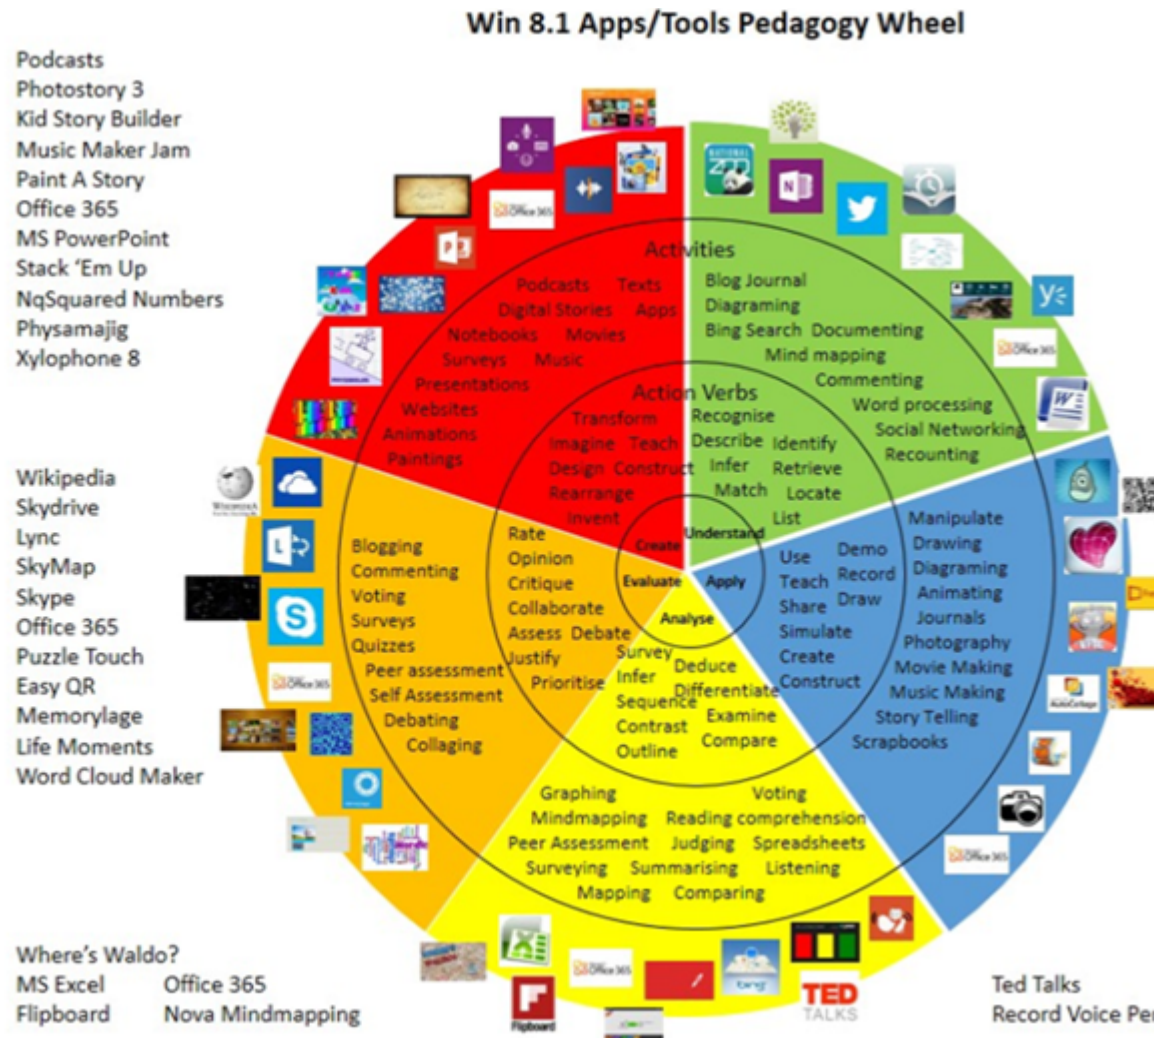 Win 8.1 Apps/Tools Pedagogy Wheel
Podcasts
Photostory 3
Kid Story Builder
Music Maker Jam
Paint A Story
Office 365
MS PowerPoint
Stack ‘Em Up
NqSquared Numbers
Physamajig
Xylophone 8
Wikipedia
Skydrive
Lync
SkyMap
Skype
Office 365
Puzzle Touch
Easy QR
Memorylage
Life Moments
Word Cloud Maker
Where’s Waldo?
MS Excel Office 365
Flipboard Nova Mindmapping
Ted Talks
Record Voice Pe
Activities
Podcasts Texts
Digital Stories Apps
Notebooks Movies
Surveys Music
Presentations
Websites
Animations
Paintings
Action Verbs
Transform
Imagine Teach
Design Construct
Rearrange
Invent
Create
Blog Journal
Diagraming
Bing Search Documenting
Mind mapping
Commenting
Word processing
Social Networking
Recounting
Recognise
Describe Identify
Infer Retrieve
Match Locate
List
Understand
Manipulate
Drawing
Diagraming
Animating
Journals
Photography
Movie Making
Music Making
Story Telling
Scrapbooks
Use Demo
Teach Record
Share Draw
Simulate
Create
Construct
Apply
Analyse
Survey Deduce
Infer Differentiate
Sequence Examine
Contrast Compare
Outline
Graphing Voting
Mindmapping Reading comprehension
Peer Assessment Judging Spreadsheets
Surveying Summarising Listening
Mapping Comparing
Evaluate
Rate
Opinion
Critique
Collaborate
Assess Debate
Justify
Prioritise
Blogging
Commenting
Voting
Surveys
Quizzes
Peer assessment
Self Assessment
Debating
Collaging
Office 365
Office 365
Office 365
Office 365
Office 365
NATIONAL
ZOO
WIKIPEDIA
AutoCollage
Flipboard
bing
TED
TALKS